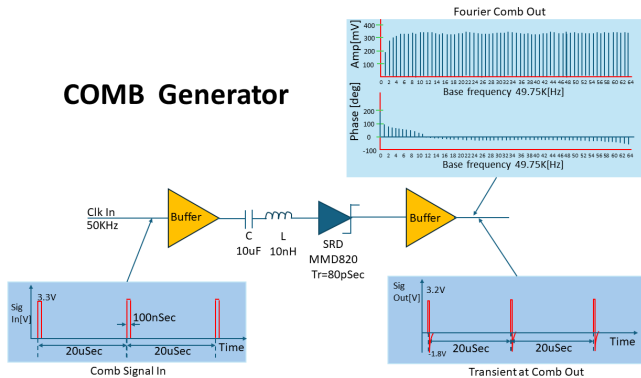 Fourier Comb Out
Amp[mV]
400
300
200
100
0 2 4 6 8 10 12 14 16 18 20 22 24 26 28 30 32 34 36 38 40 42 44 46 48 50 52 54 56 58 60 62 64
Base frequency 49.75K[Hz]
COMB Generator
Phase [deg]
200
100
0
-100
0 2 4 6 8 10 12 14 16 18 20 22 24 26 28 30 32 34 36 38 40 42 44 46 48 50 52 54 56 58 60 62 64
Base frequency 49.75K[Hz]
Clk In
50KHz
Buffer
C
10uF
L
10nH
SRD
MMD820
Tr=80pSec
Buffer
Sig
In[V]
3.3V
100nSec
Time
20uSec
20uSec
Comb Signal In
Sig
Out[V]
3.2V
-1.8V
20uSec
20uSec
Time
Transient at Comb Out